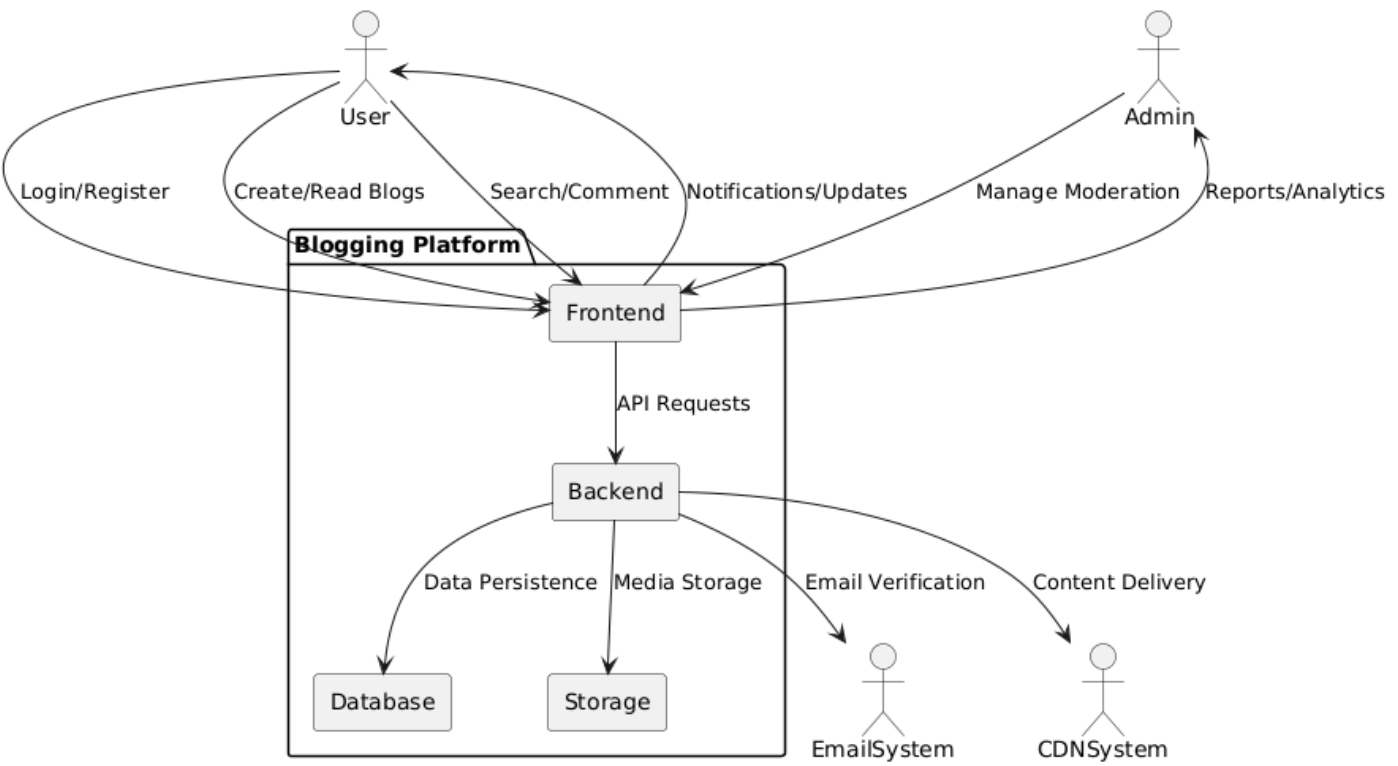 User
Admin
Login/Register
Create/Read Blogs
Search/Comment
Notifications/Updates
Manage Moderation
Reports/Analytics
Blogging Platform
Frontend
API Requests
Backend
Data Persistence
Media Storage
Email Verification
Content Delivery
Database
Storage
EmailSystem
CDNSystem